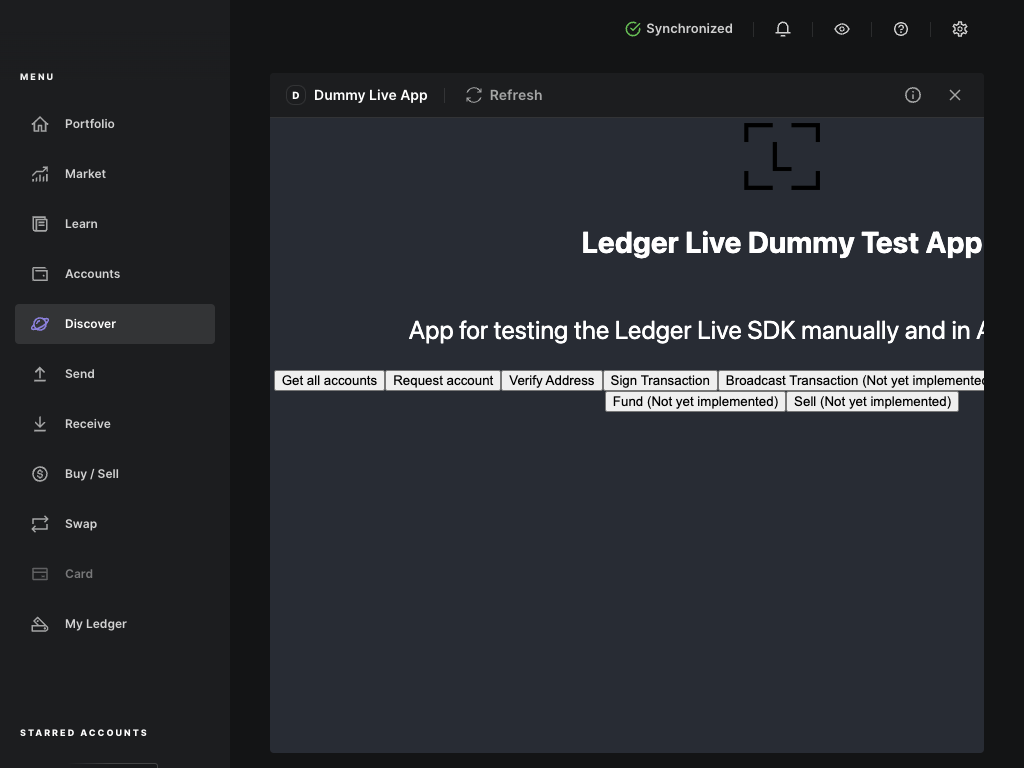 Synchronized
MENU
Portfolio
Market
Learn
Accounts
Discover
Send
Receive
Buy / Sell
Swap
Card
My Ledger
STARRED ACCOUNTS
D Dummy Live App
Refresh
L
Ledger Live Dummy Test App
App for testing the Ledger Live SDK manually and in
Get all accounts Request account Verify Address Sign Transaction Broadcast Transaction (Not yet implemented
Fund (Not yet implemented) Sell (Not yet implemented)